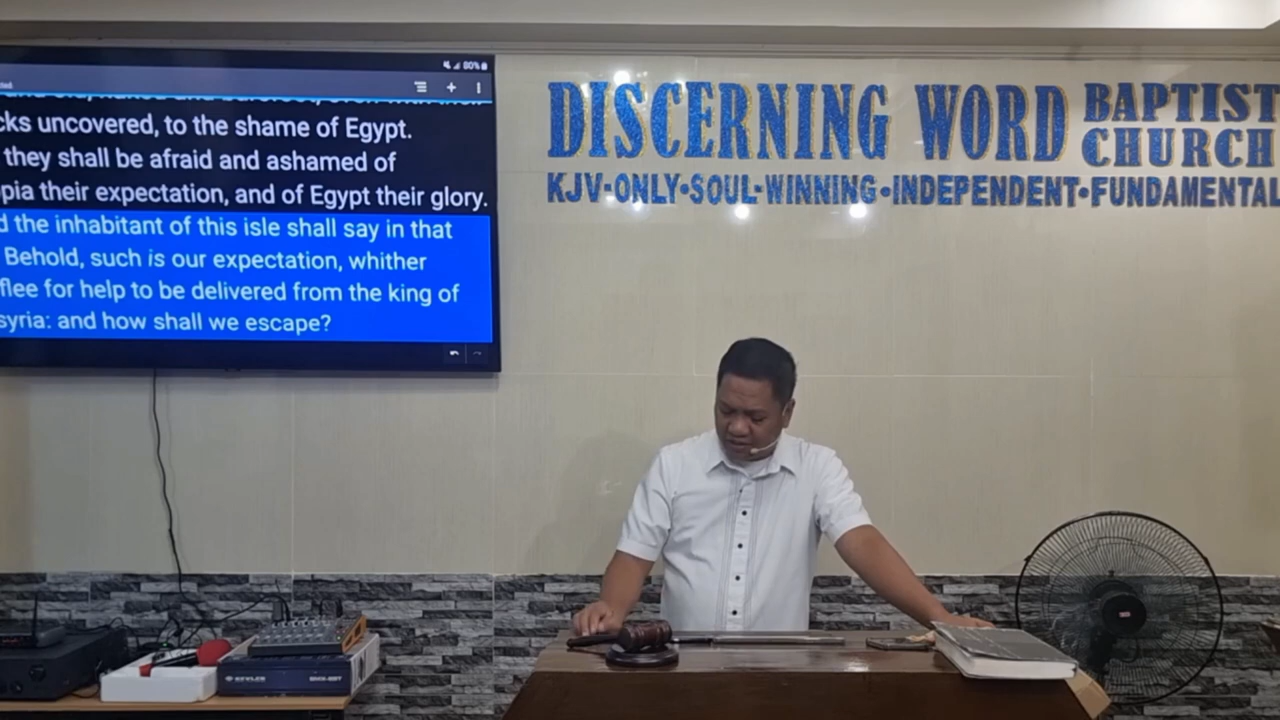 80%
cks uncovered, to the shame of Egypt.
they shall be afraid and ashamed of
pia their expectation, and of Egypt their glory.
d the inhabitant of this isle shall say in that
Behold, such is our expectation, whither
flee for help to be delivered from the king of
syria: and how shall we escape?
DISCERNING WORD BAPTIST
CHURCH
KJV-ONLY•SOUL-WINNING•INDEPENDENT•FUNDAMENTAL
KEVLER